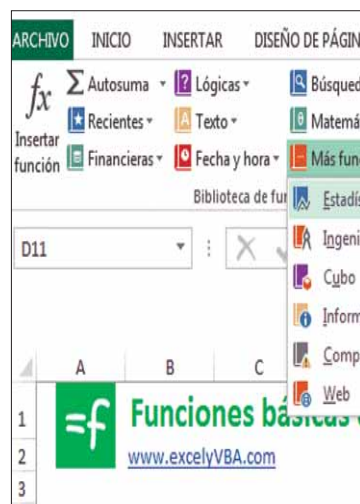 ARCHIVO INICIO INSERTAR DISEÑO DE PÁGIN
fx Σ Autosuma ? Lógicas Búsqued
Insertar función Recientes A Texto θ Matemá
Financieras Fecha y hora Más fun
Biblioteca de fu
Estadís
D11 Ingeni
Cubo
Inform
Comp
Web
A B C
1 =f Funciones básicas
2 www.excelyVBA.com
3